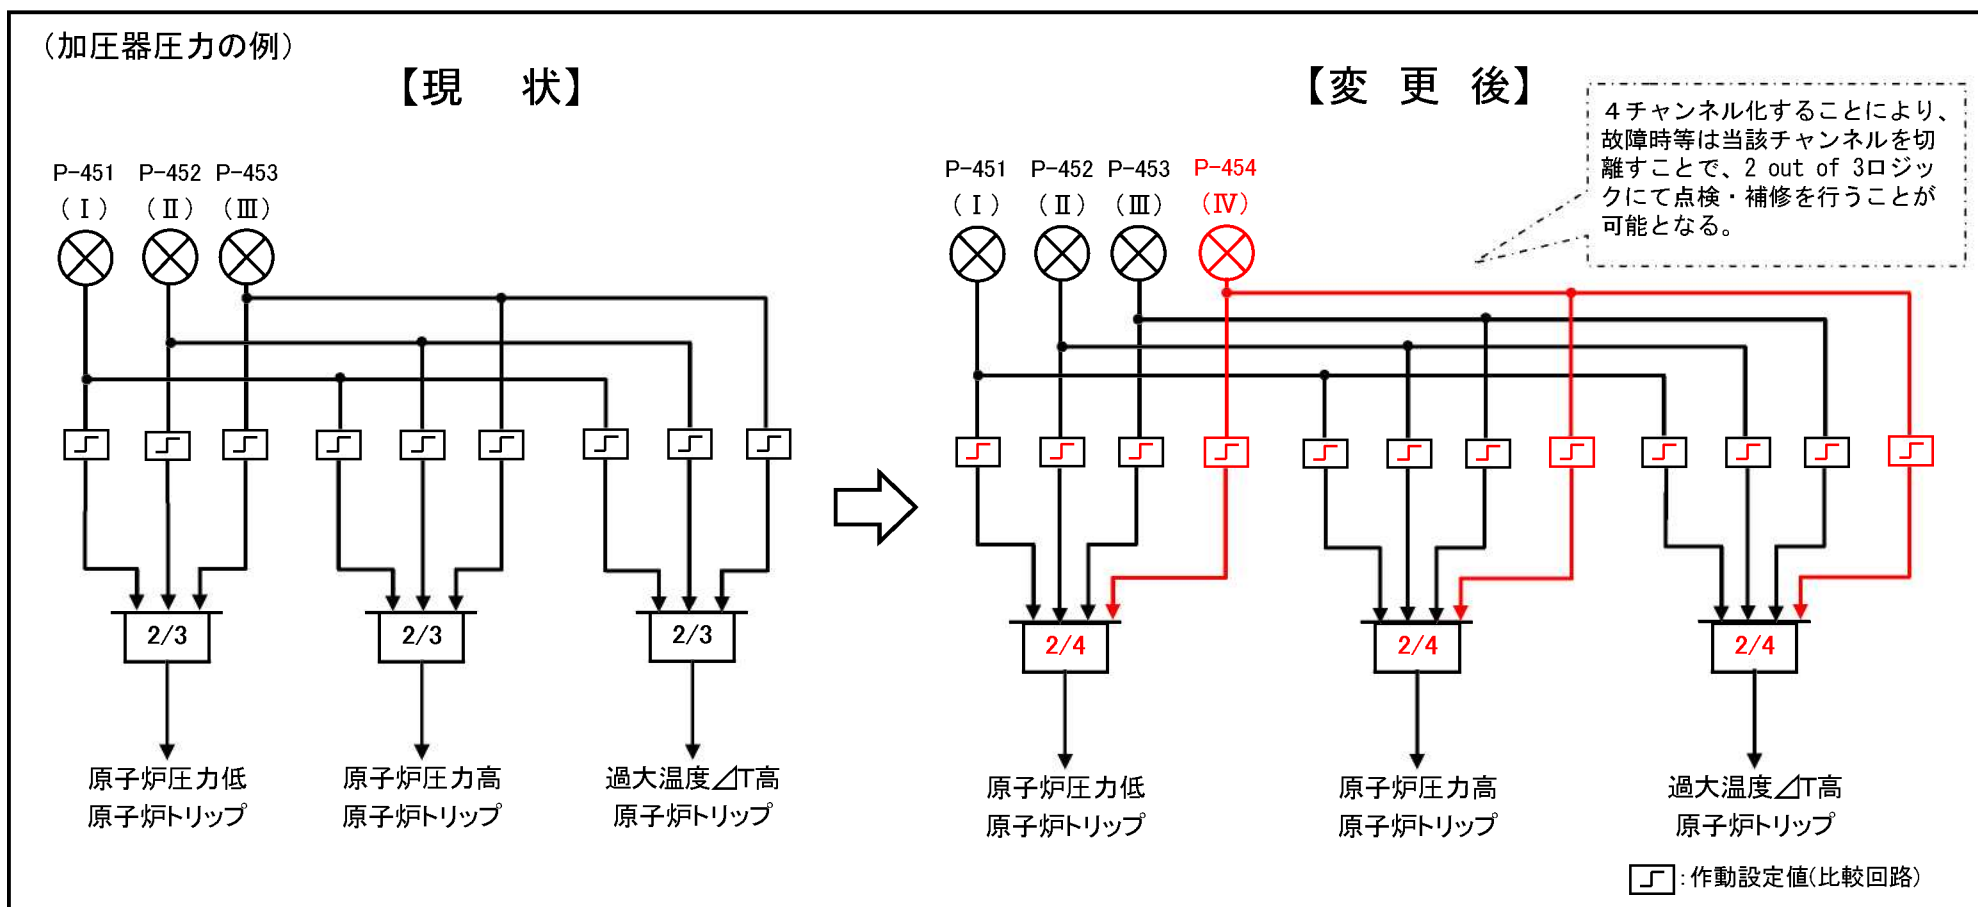 (加圧器圧力の例)
【現 状】
P-451 P-452 P-453
(Ⅰ) (Ⅱ) (Ⅲ)
2/3 2/3 2/3
原子炉圧力低
原子炉トリップ
原子炉圧力高
原子炉トリップ
過大温度⊿T高
原子炉トリップ
【変 更 後】
4チャンネル化することにより、
故障時等は当該チャンネルを切
離すことで、2 out of 3ロジッ
クにて点検・補修を行うことが
可能となる。
P-451 P-452 P-453 P-454
(Ⅰ) (Ⅱ) (Ⅲ) (Ⅳ)
2/4 2/4 2/4
原子炉圧力低
原子炉トリップ
原子炉圧力高
原子炉トリップ
過大温度⊿T高
原子炉トリップ
:作動設定値(比較回路)